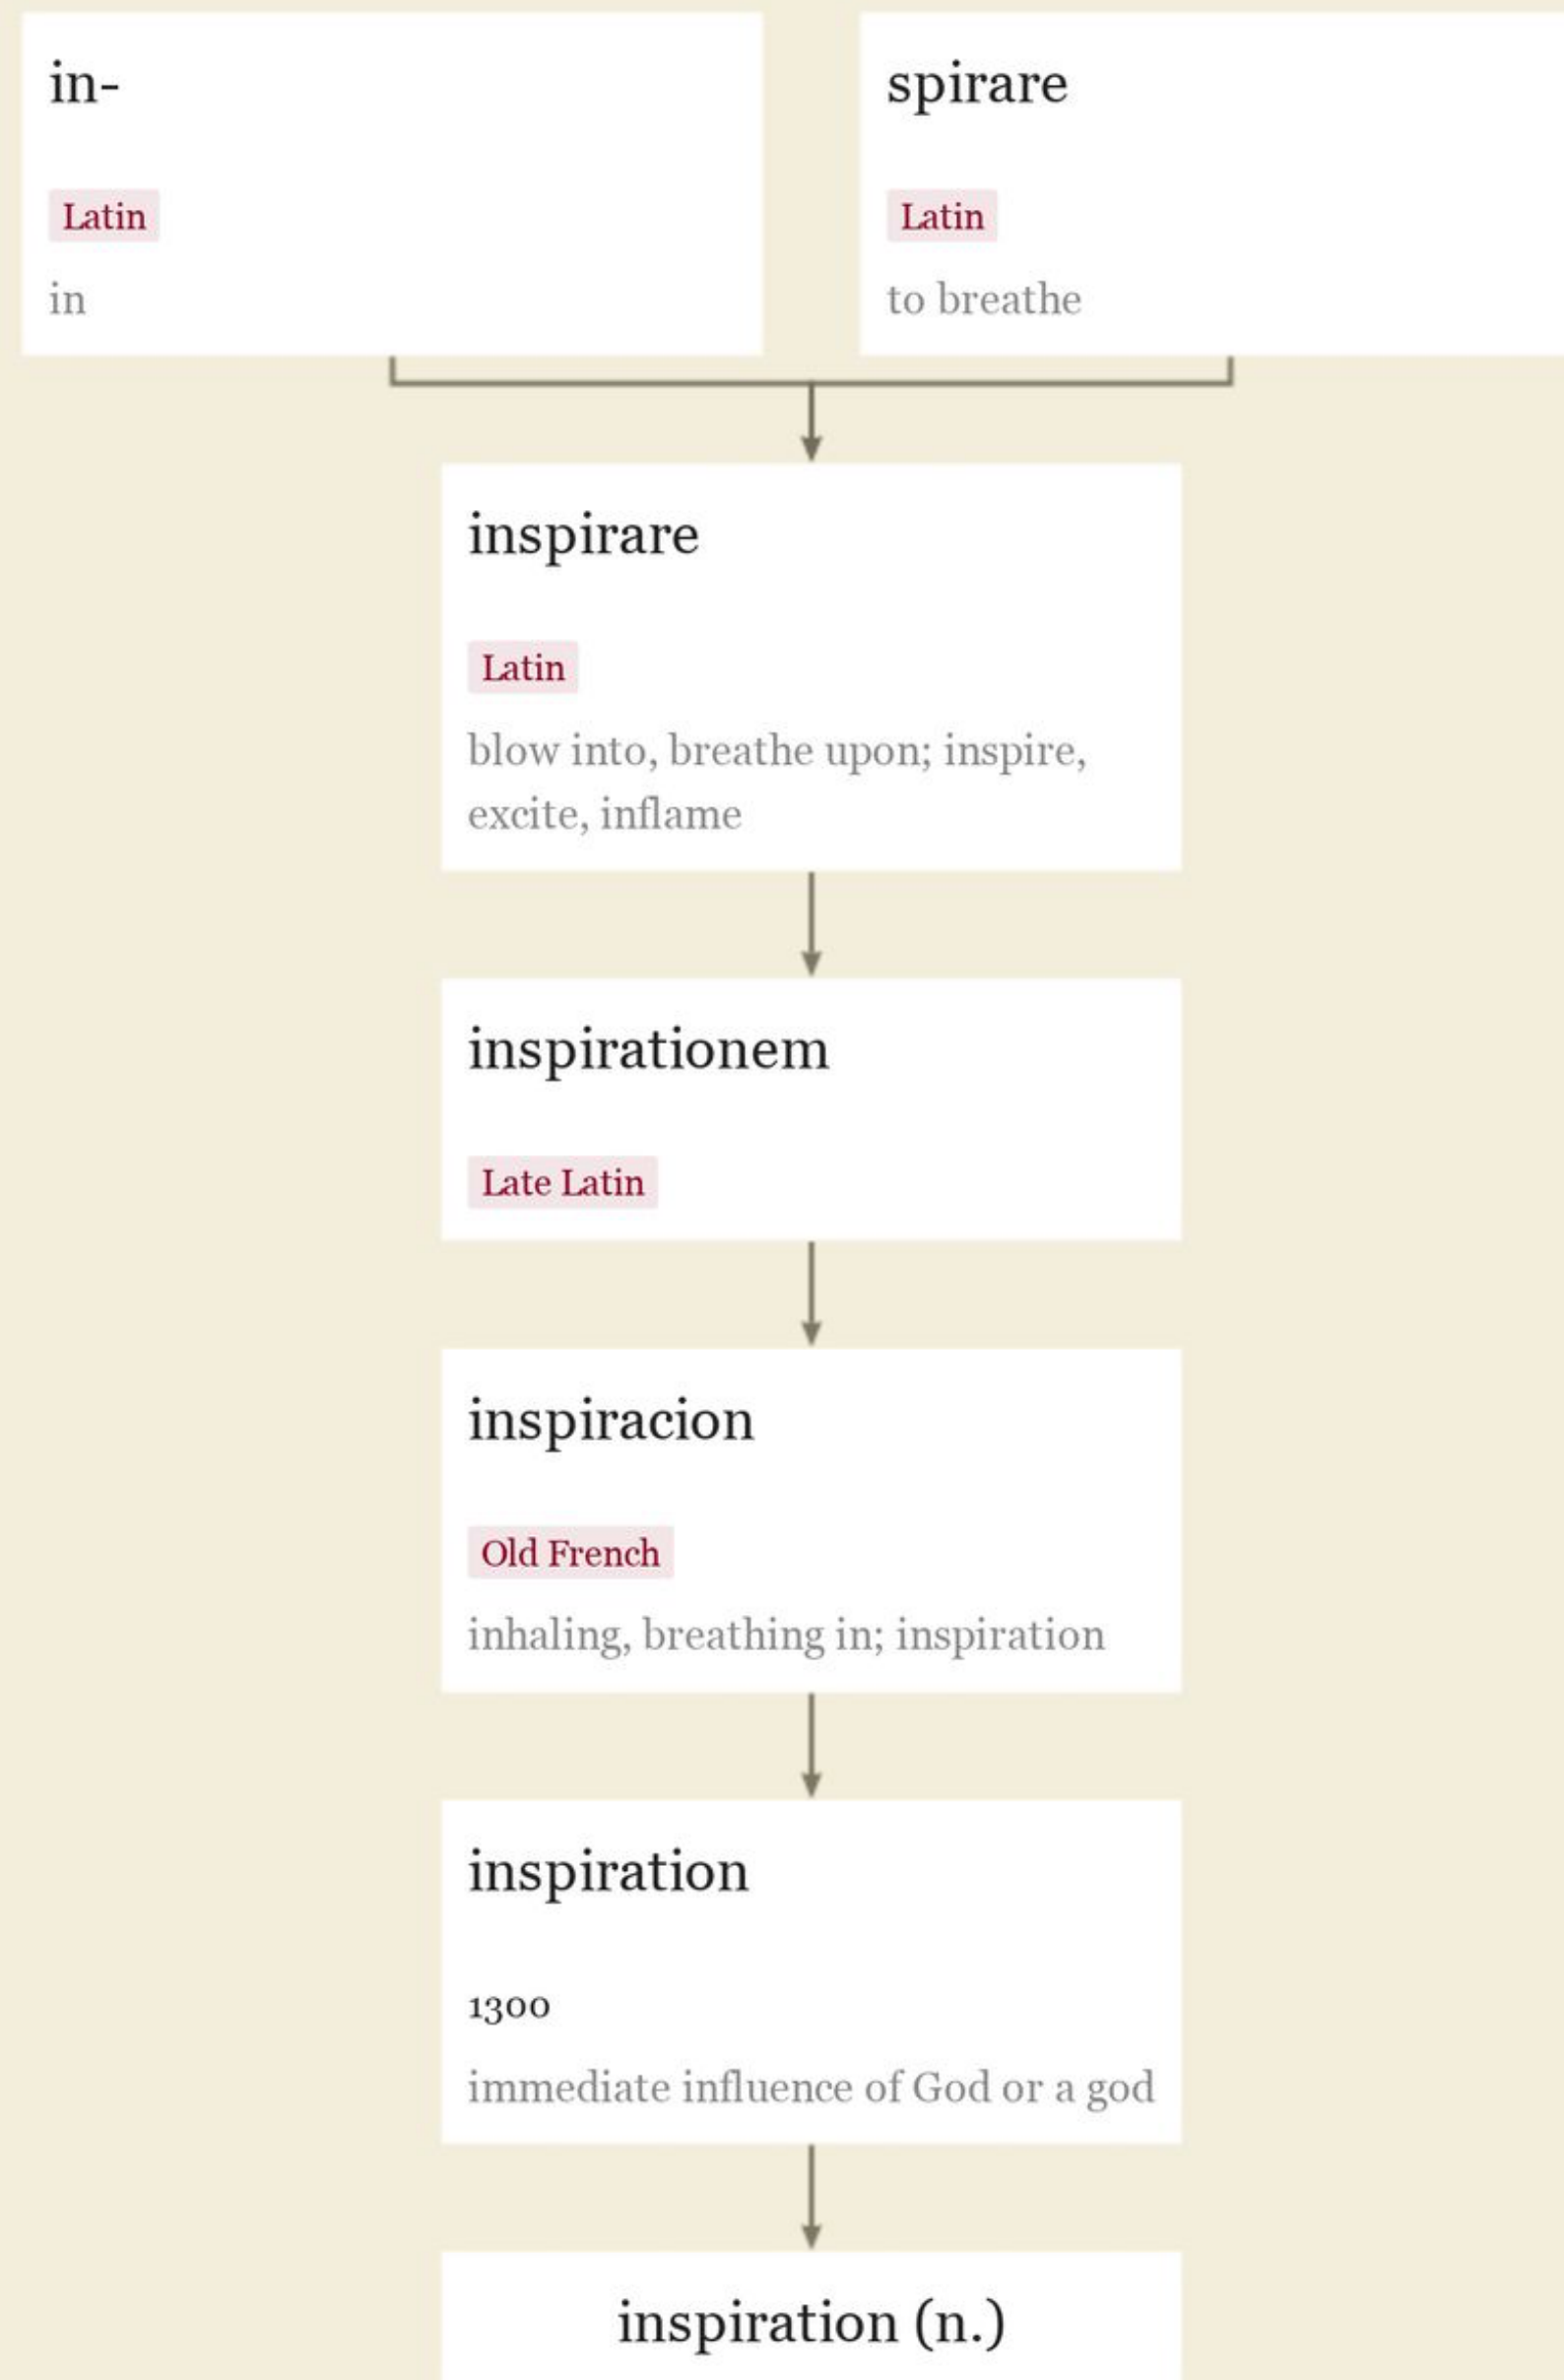 in-
Latin
in
spirare
Latin
to breathe
inspirare
Latin
blow into, breathe upon; inspire,
excite, inflame
inspirationem
Late Latin
inspiracion
Old French
inhaling, breathing in; inspiration
inspiration
1300
immediate influence of God or a god
inspiration (n.)